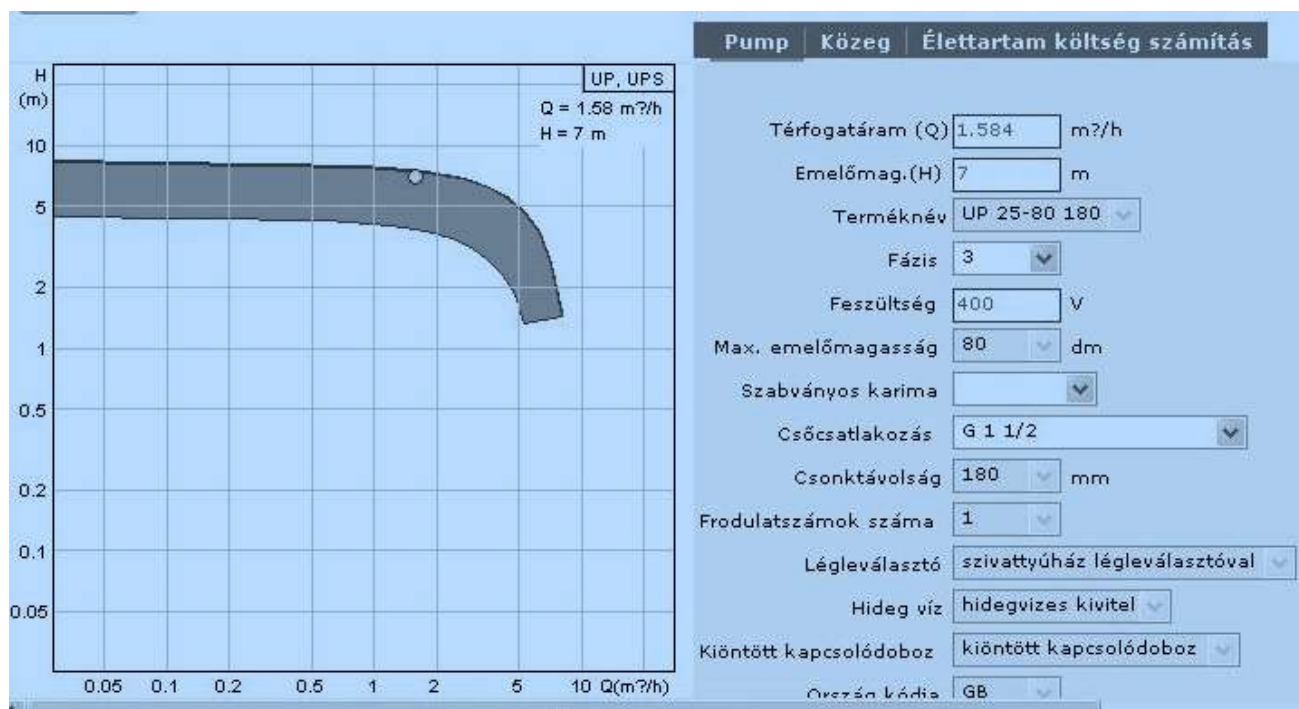 Pump Közeg Élettartam költség számítás
H
(m)
UP, UPS
Q = 1.58 m?/h
H = 7 m
10
5
2
1
0.5
0.2
0.1
0.05
0.05 0.1 0.2 0.5 1 2 5 10 Q(m?/h)
Térfogatáram (Q) 1.584 m?/h
Emelőmag.(H) 7 m
Terméknév UP 25-80 180
Fázis 3
Feszültség 400 V
Max. emelőmagasság 80 dm
Szabványos karima
Csőcsatlakozás G 1 1/2
Csonktávolság 180 mm
Frodulatszámok száma 1
Légleválasztó szivattyúház légleválasztóval
Hideg víz hidegvizes kivitel
Kiöntött kapcsolódoboz kiöntött kapcsolódoboz
Ország kódja GB